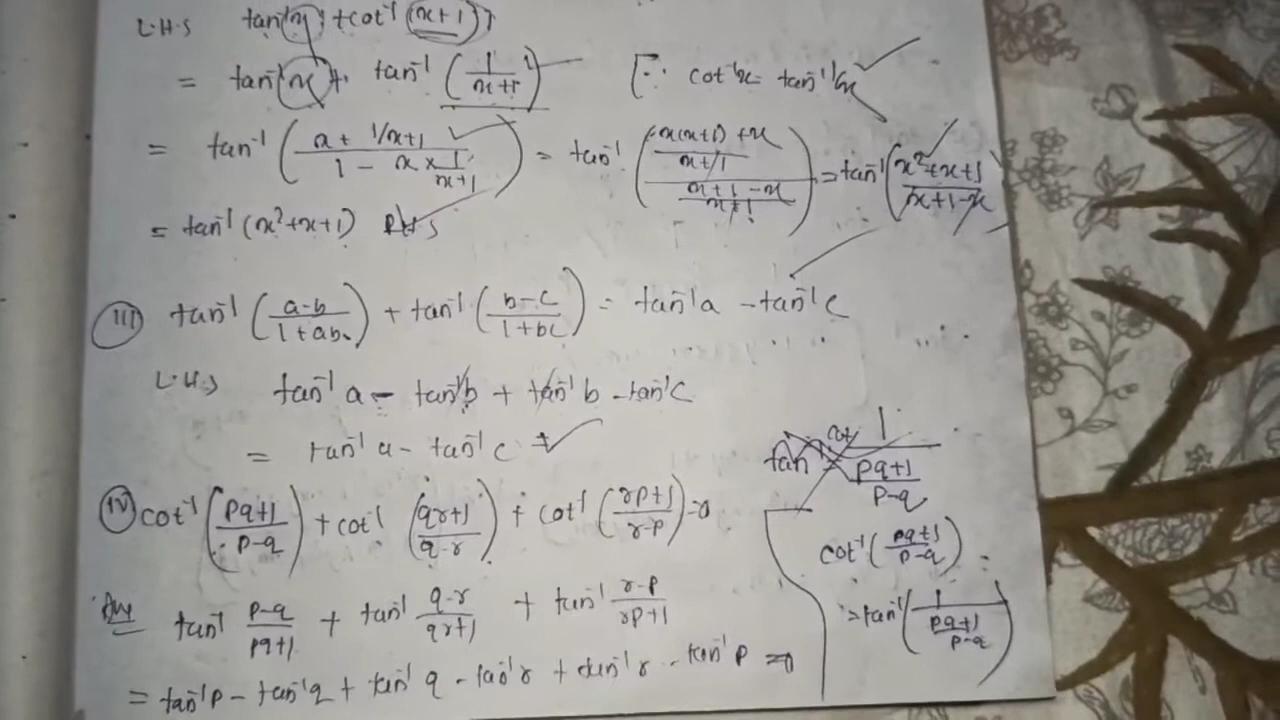 L.H.S tan⁻¹(x) + cot⁻¹(x+1)
= tan⁻¹x + tan⁻¹(1/(x+1)) [∵ cot⁻¹x = tan⁻¹1/x
= tan⁻¹((x + 1/x+1)/(1 - x × 1/(x+1))) = tan⁻¹((x(x+1)+x)/(x+1) / (x+1-x)/(x+1)) = tan⁻¹((x²+x+1)/(x+1-x))
= tan⁻¹(x²+x+1) RHS
(III) tan⁻¹((a-b)/(1+ab)) + tan⁻¹((b-c)/(1+bc)) = tan⁻¹a - tan⁻¹c
L.H.S tan⁻¹a - tan⁻¹b + tan⁻¹b - tan⁻¹c
= tan⁻¹a - tan⁻¹c
(IV) cot⁻¹((pq+1)/(p-q)) + cot⁻¹((qr+1)/(q-r)) + cot⁻¹((rp+1)/(r-p)) = 0
Ans tan⁻¹ (p-q)/(pq+1) + tan⁻¹ (q-r)/(qr+1) + tan⁻¹ (r-p)/(rp+1)
= tan⁻¹p - tan⁻¹q + tan⁻¹q - tan⁻¹r + tan⁻¹r - tan⁻¹p = 0
1/((pq+1)/(p-q))
cot⁻¹((pq+1)/(p-q))
= tan⁻¹(1/((pq+1)/(p-q)))